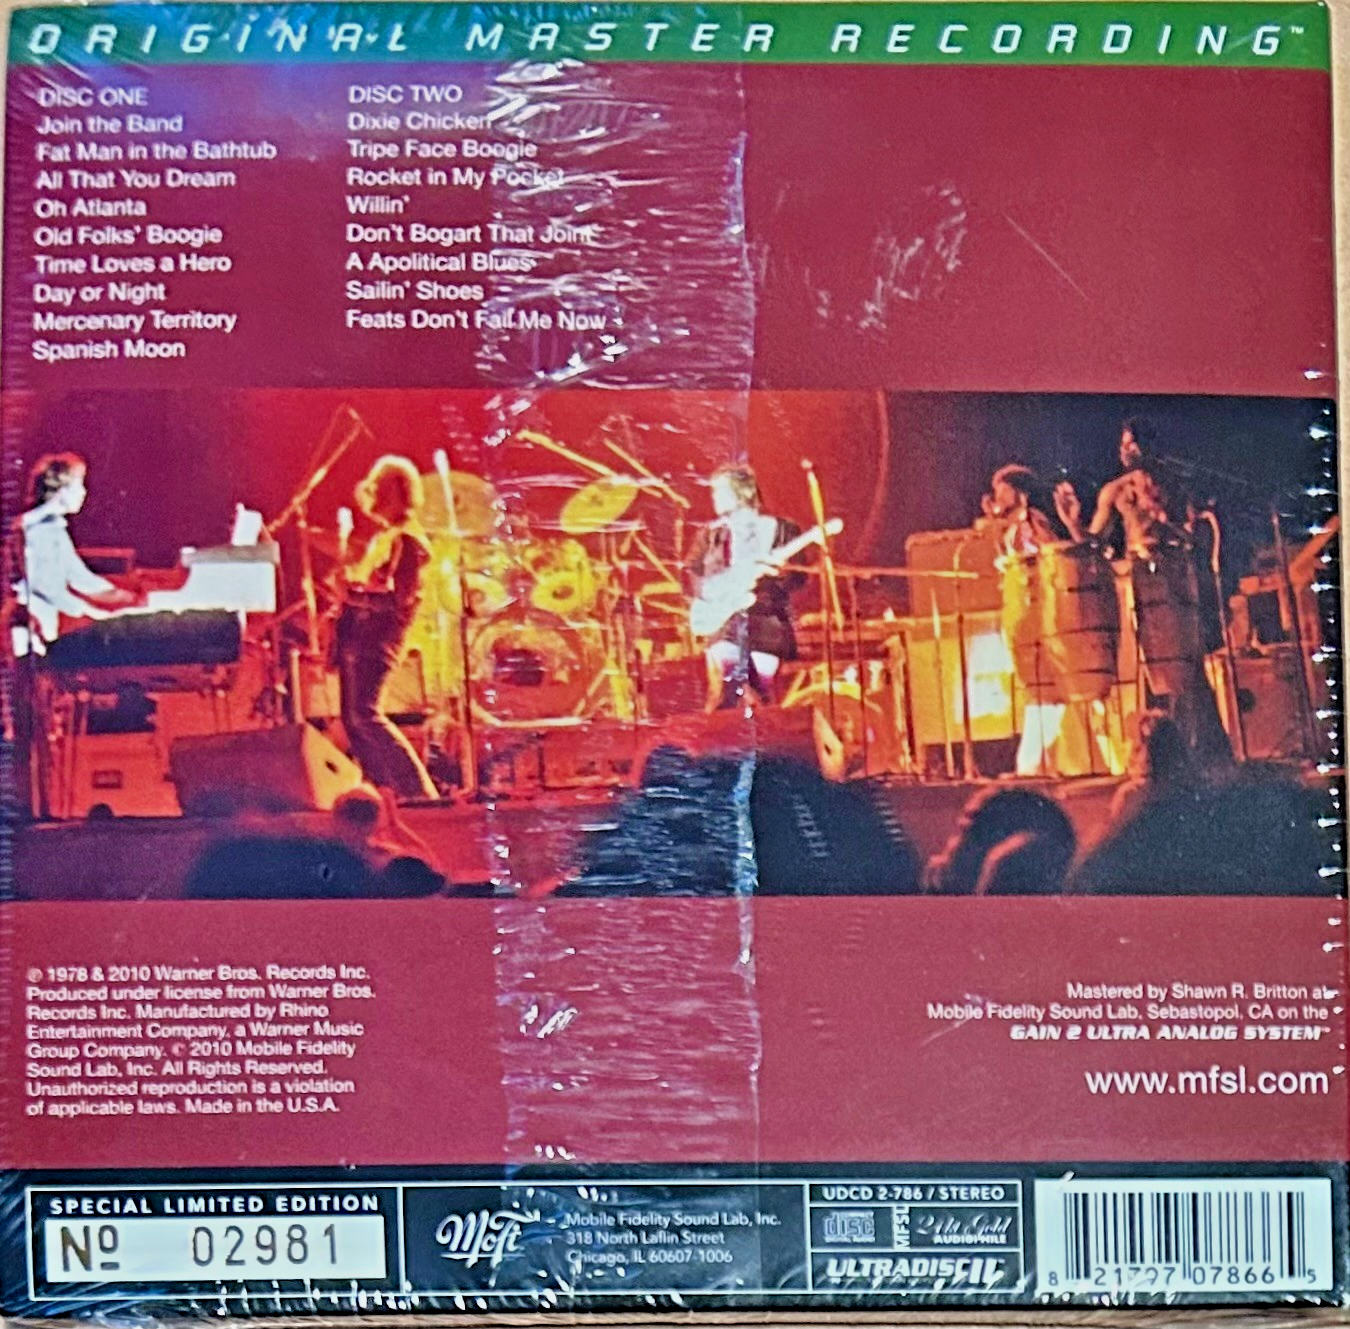 ORIGINAL MASTER RECORDING™
DISC ONE
Join the Band
Fat Man in the Bathtub
All That You Dream
Oh Atlanta
Old Folks' Boogie
Time Loves a Hero
Day or Night
Mercenary Territory
Spanish Moon
DISC TWO
Dixie Chicken
Tripe Face Boogie
Rocket in My Pocket
Willin'
Don't Bogart That Joint
A Apolitical Blues
Sailin' Shoes
Feats Don't Fail Me Now
℗ 1978 & 2010 Warner Bros. Records Inc.
Produced under license from Warner Bros.
Records Inc. Manufactured by Rhino
Entertainment Company, a Warner Music
Group Company. © 2010 Mobile Fidelity
Sound Lab, Inc. All Rights Reserved.
Unauthorized reproduction is a violation
of applicable laws. Made in the U.S.A.
Mastered by Shawn R. Britton at
Mobile Fidelity Sound Lab, Sebastopol, CA on the
GAIN 2 ULTRA ANALOG SYSTEM™
www.mfsl.com
SPECIAL LIMITED EDITION
Nº 02981
MoFi
Mobile Fidelity Sound Lab, Inc.
318 North Laflin Street
Chicago, IL 60607-1006
UDCD 2-786 / STEREO
disc
DIGITAL AUDIO
MFSL
24kt Gold
AUDIOPHILE
ULTRADISC II
8 21797 07866 5